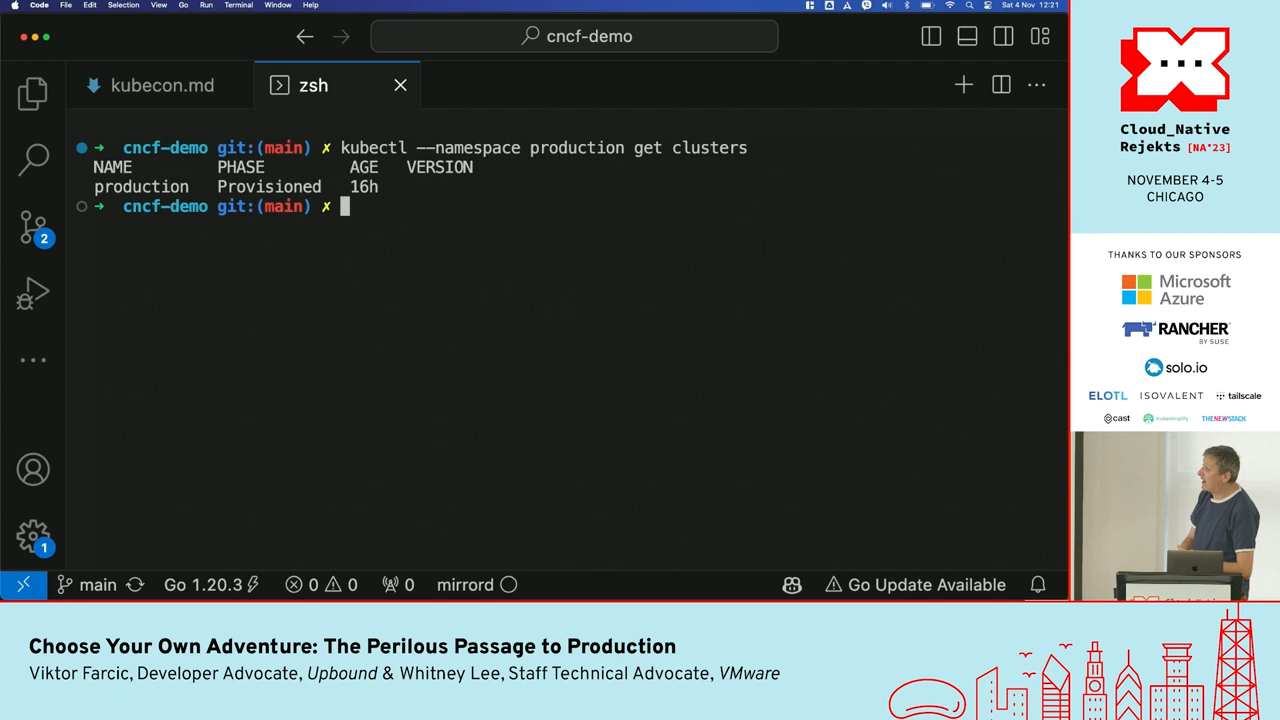 Code File Edit Selection View Go Run Terminal Window Help
Sat 4 Nov 12:21
cncf-demo
kubecon.md
zsh
➜ cncf-demo git:(main) ✗ kubectl --namespace production get clusters
NAME PHASE AGE VERSION
production Provisioned 16h
➜ cncf-demo git:(main) ✗
2
1
main Go 1.20.3 0 0 0 mirrord Go Update Available
Cloud_Native
Rejekts [NA'23]
NOVEMBER 4-5
CHICAGO
THANKS TO OUR SPONSORS
Microsoft
Azure
RANCHER
BY SUSE
solo.io
ELOTL ISOVALENT tailscale
cast Kubesimplify THENEWSTACK
Choose Your Own Adventure: The Perilous Passage to Production
Viktor Farcic, Developer Advocate, Upbound & Whitney Lee, Staff Technical Advocate, VMware